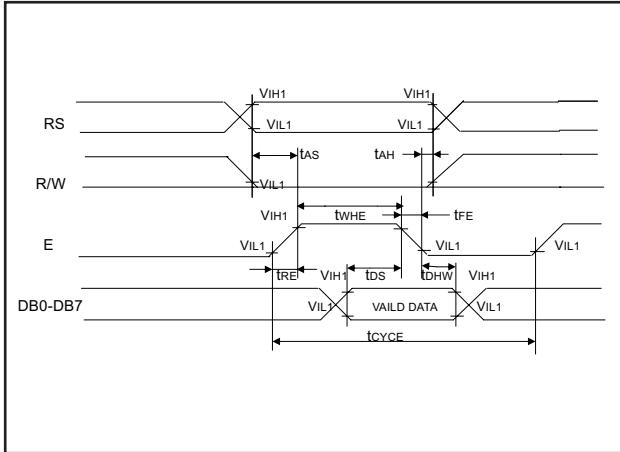 VIH1 VIH1
RS VIL1 VIL1
tAS tAH
R/W VIL1
VIH1 tWHE tFE
E VIL1 VIL1 VIL1
tRE VIH1 tDS tDHW VIH1
DB0-DB7 VIL1 VAILD DATA VIL1
tCYCE